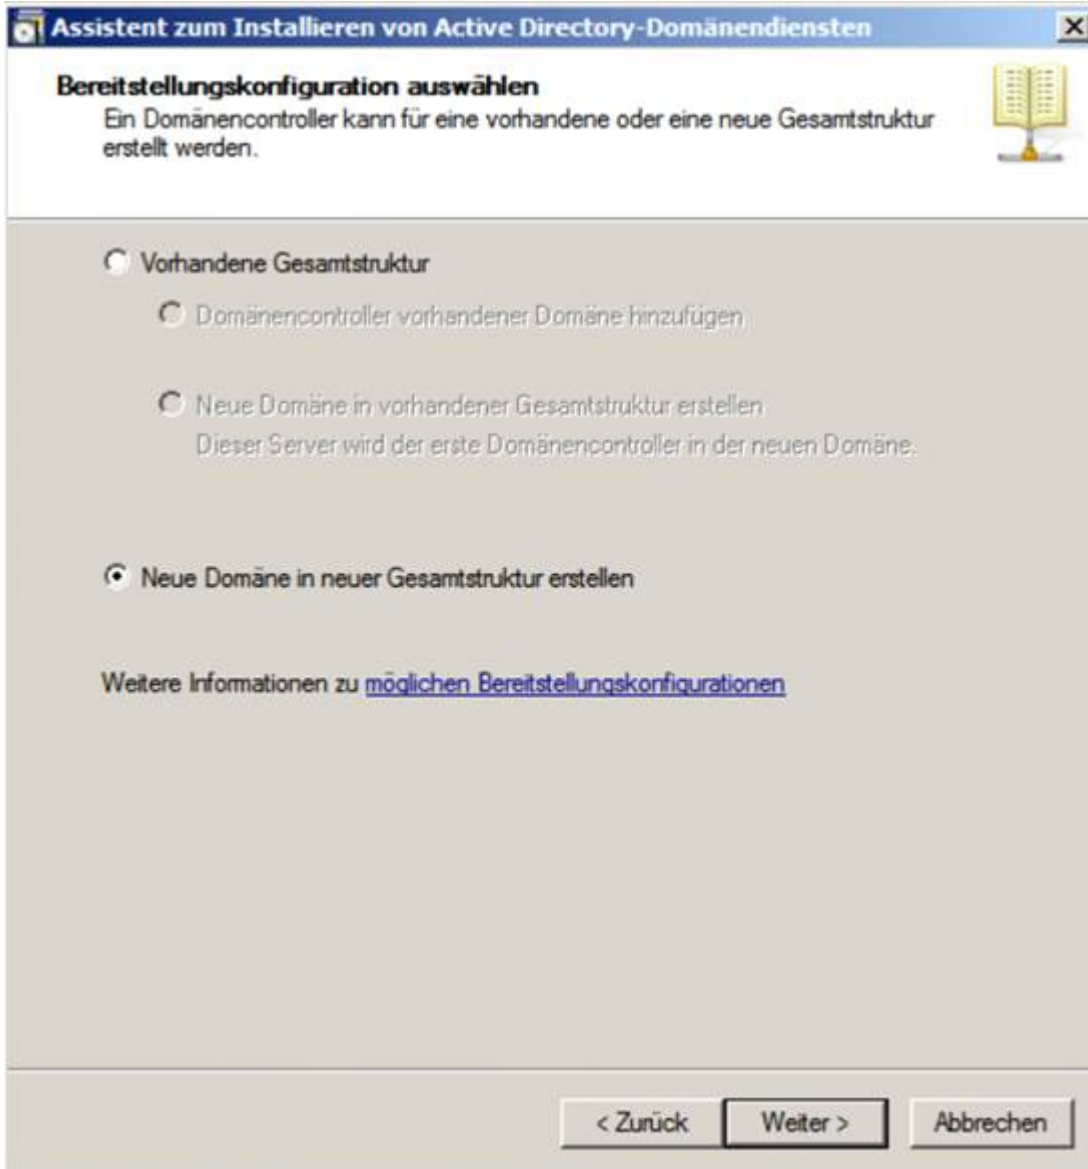 Assistent zum Installieren von Active Directory-Domänendiensten
Bereitstellungskonfiguration auswählen
Ein Domänencontroller kann für eine vorhandene oder eine neue Gesamtstruktur
erstellt werden.
Vorhandene Gesamtstruktur
Domänencontroller vorhandener Domäne hinzufügen
Neue Domäne in vorhandener Gesamtstruktur erstellen
Dieser Server wird der erste Domänencontroller in der neuen Domäne.
Neue Domäne in neuer Gesamtstruktur erstellen
Weitere Informationen zu möglichen Bereitstellungskonfigurationen
< Zurück Weiter > Abbrechen